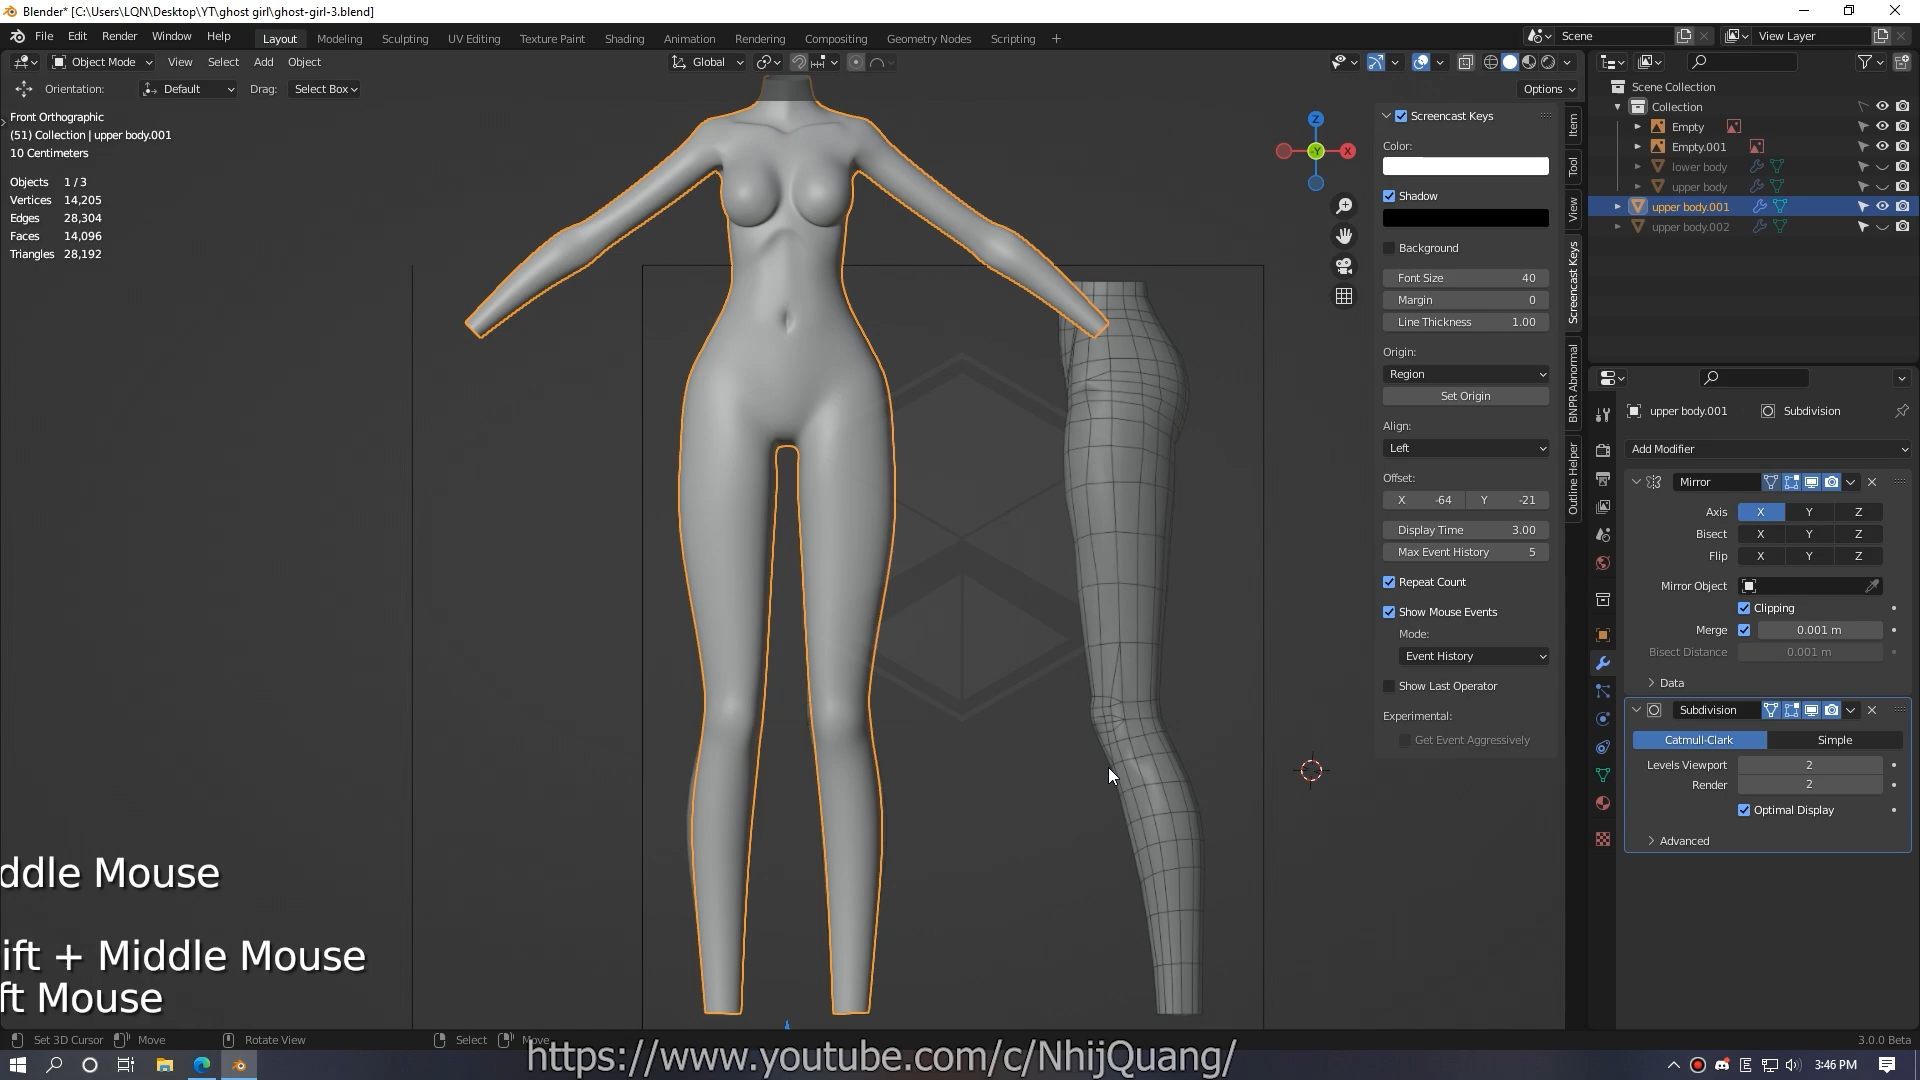 Blender* [C:\Users\LQN\Desktop\YT\ghost girl\ghost-girl-3.blend]
File Edit Render Window Help Layout Modeling Sculpting UV Editing Texture Paint Shading Animation Rendering Compositing Geometry Nodes Scripting + Scene View Layer
Object Mode View Select Add Object Global
Orientation: Default Drag: Select Box Options
Front Orthographic
(51) Collection | upper body.001
10 Centimeters
Objects 1 / 3
Vertices 14,205
Edges 28,304
Faces 14,096
Triangles 28,192
Z
-Y
X
Screencast Keys
Color:
Shadow
Background
Font Size 40
Margin 0
Line Thickness 1.00
Origin:
Region
Set Origin
Align:
Left
Offset:
X -64 Y -21
Display Time 3.00
Max Event History 5
Repeat Count
Show Mouse Events
Mode:
Event History
Show Last Operator
Experimental:
Get Event Aggressively
Item
Tool
View
Screencast Keys
BNPR Abnormal
Outline Helper
Scene Collection
Collection
Empty
Empty.001
lower body
upper body
upper body.001
upper body.002
upper body.001 Subdivision
Add Modifier
Mirror
Axis X Y Z
Bisect X Y Z
Flip X Y Z
Mirror Object
Clipping
Merge 0.001 m
Bisect Distance 0.001 m
Data
Subdivision
Catmull-Clark Simple
Levels Viewport 2
Render 2
Optimal Display
Advanced
ddle Mouse
ift + Middle Mouse
ft Mouse
Set 3D Cursor Move Rotate View Select Move 3.0.0 Beta
https://www.youtube.com/c/NhijQuang/
3:46 PM